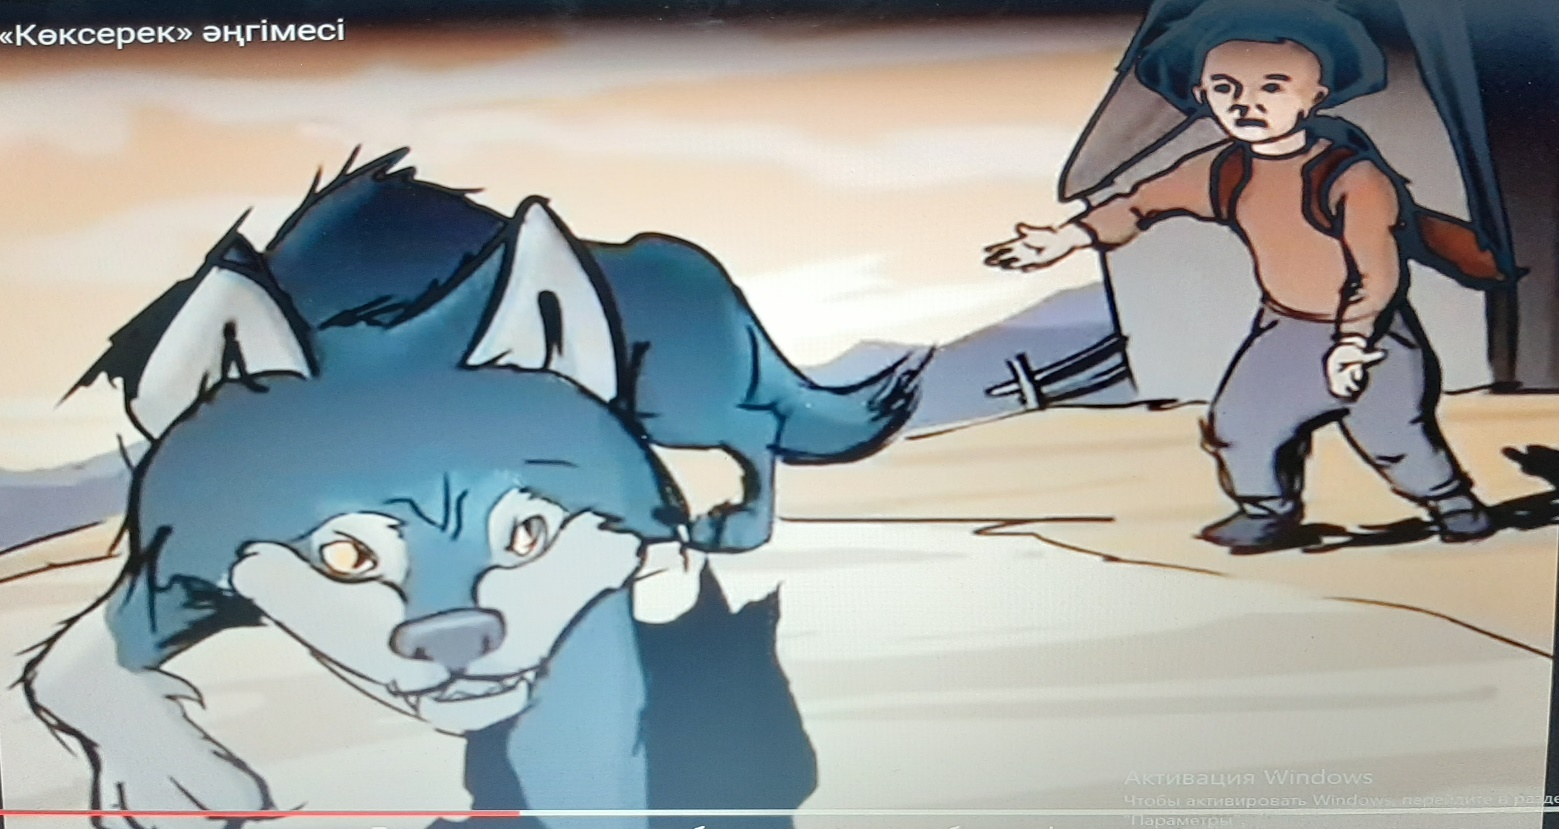 «Көксерек» әңгімесі
Активация Windows
Чтобы активировать Windows, перейдите в разде
"Параметры".